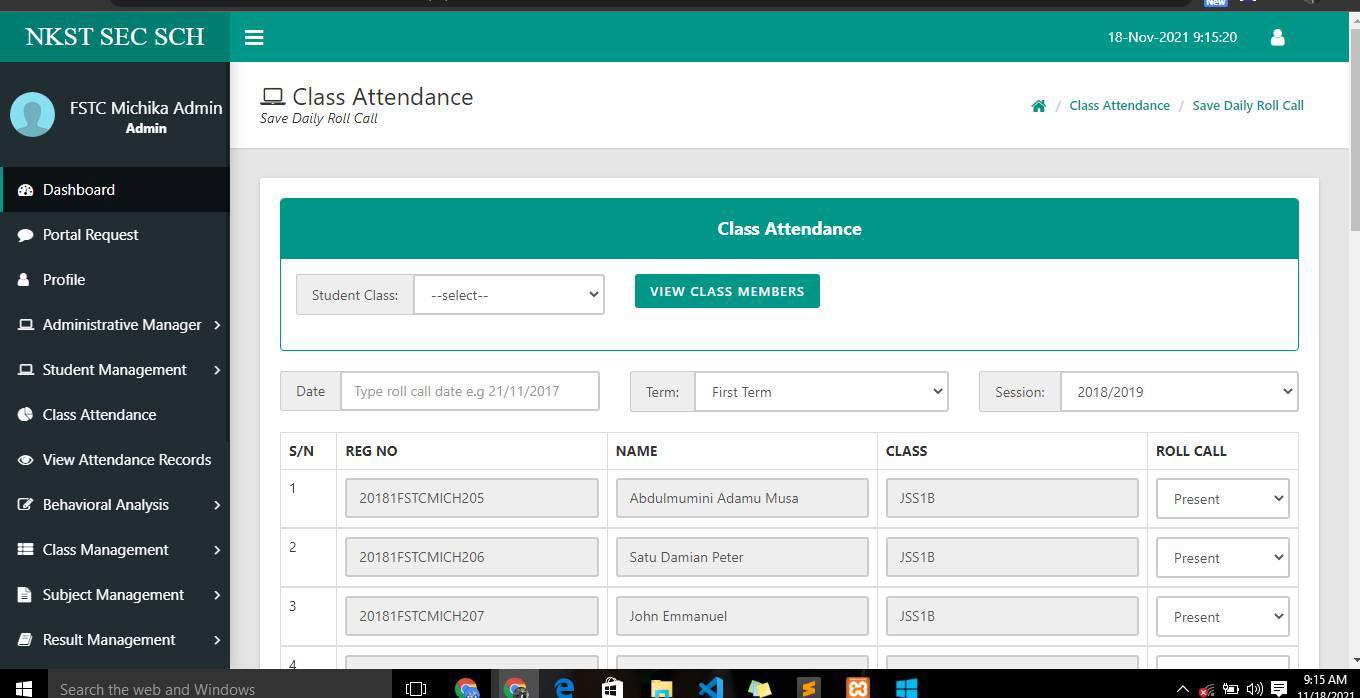 New
NKST SEC SCH
18-Nov-2021 9:15:20
FSTC Michika Admin
Admin
Class Attendance
Save Daily Roll Call
Class Attendance / Save Daily Roll Call
Dashboard
Portal Request
Profile
Administrative Manager
Student Management
Class Attendance
View Attendance Records
Behavioral Analysis
Class Management
Subject Management
Result Management
Class Attendance
Student Class: --select-- VIEW CLASS MEMBERS
Date Type roll call date e.g 21/11/2017 Term: First Term Session: 2018/2019
S/N REG NO NAME CLASS ROLL CALL
1 20181FSTCMICH205 Abdulmumini Adamu Musa JSS1B Present
2 20181FSTCMICH206 Satu Damian Peter JSS1B Present
3 20181FSTCMICH207 John Emmanuel JSS1B Present
4
Search the web and Windows
9:15 AM
11/18/2021